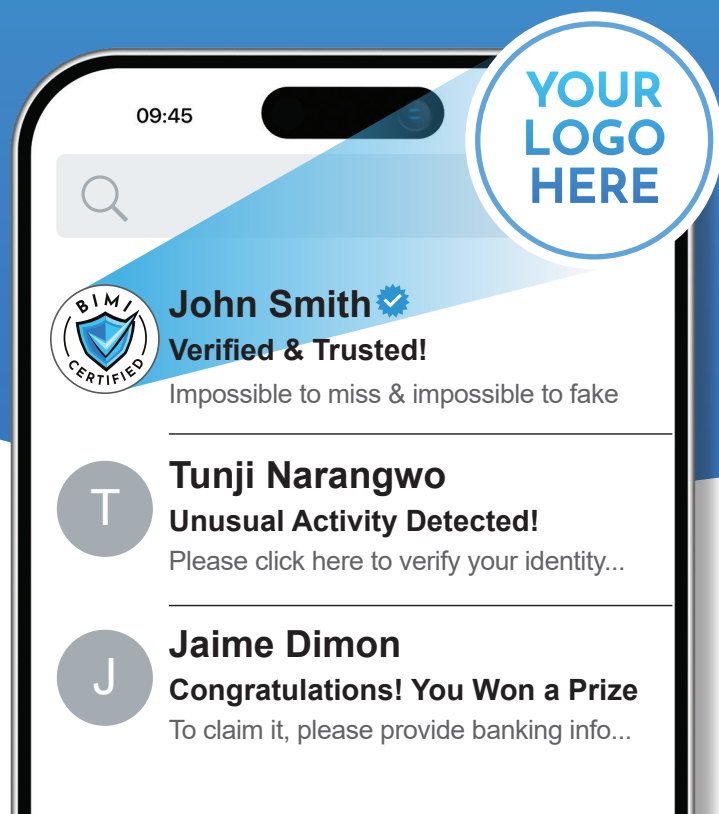 YOUR
LOGO
HERE
09:45
BIMI
CERTIFIED
John Smith
Verified & Trusted!
Impossible to miss & impossible to fake
T
Tunji Narangwo
Unusual Activity Detected!
Please click here to verify your identity...
J
Jaime Dimon
Congratulations! You Won a Prize
To claim it, please provide banking info...